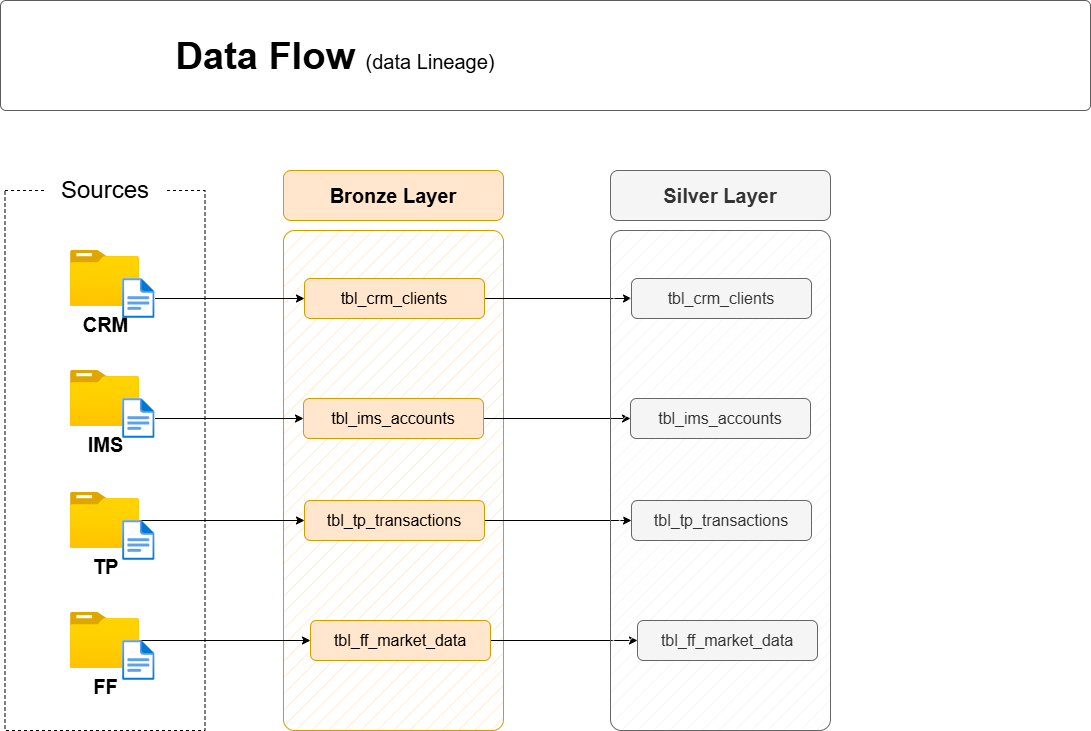 Data Flow (data Lineage)
Sources
Bronze Layer
Silver Layer
CRM
tbl_crm_clients
tbl_crm_clients
IMS
tbl_ims_accounts
tbl_ims_accounts
TP
tbl_tp_transactions
tbl_tp_transactions
FF
tbl_ff_market_data
tbl_ff_market_data